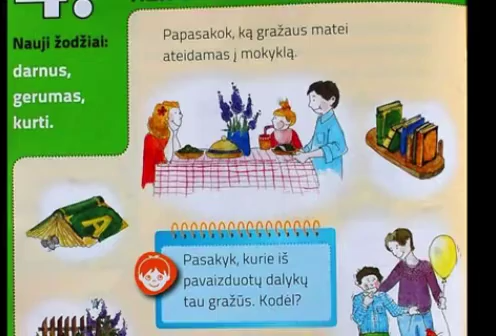 4.
Nauji žodžiai:
darnus,
gerumas,
kurti.
Papasakok, ką gražaus matei
ateidamas į mokyklą.
A
Pasakyk, kurie iš
pavaizduotų dalykų
tau gražūs. Kodėl?